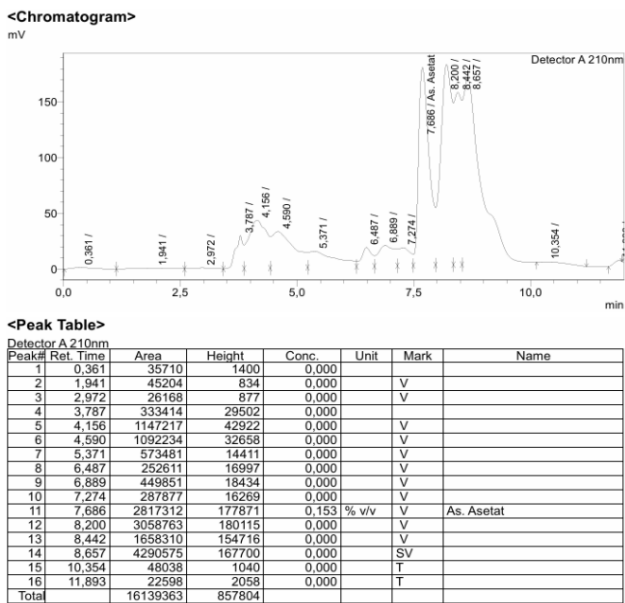 <Chromatogram>
mV
Detector A 210nm
150
100
50
0
0,361 /
1,941 /
2,972 /
3,787 /
4,156 /
4,590 /
5,371 /
6,487 /
6,889 /
7,274 /
7,686 / As. Asetat
8,200 /
8,442 /
8,657 /
10,354 /
0,0 2,5 5,0 7,5 10,0
min
<Peak Table>
Detector A 210nm
Peak# Ret. Time Area Height Conc. Unit Mark Name
1 0,361 35710 1400 0,000
2 1,941 45204 834 0,000 V
3 2,972 26168 877 0,000 V
4 3,787 333414 29502 0,000
5 4,156 1147217 42922 0,000 V
6 4,590 1092234 32658 0,000 V
7 5,371 573481 14411 0,000 V
8 6,487 252611 16997 0,000 V
9 6,889 449851 18434 0,000 V
10 7,274 287877 16269 0,000 V
11 7,686 2817312 177871 0,153 % v/v V As. Asetat
12 8,200 3058763 180115 0,000 V
13 8,442 1658310 154716 0,000 V
14 8,657 4290575 167700 0,000 SV
15 10,354 48038 1040 0,000 T
16 11,893 22598 2058 0,000 T
Total 16139363 857804